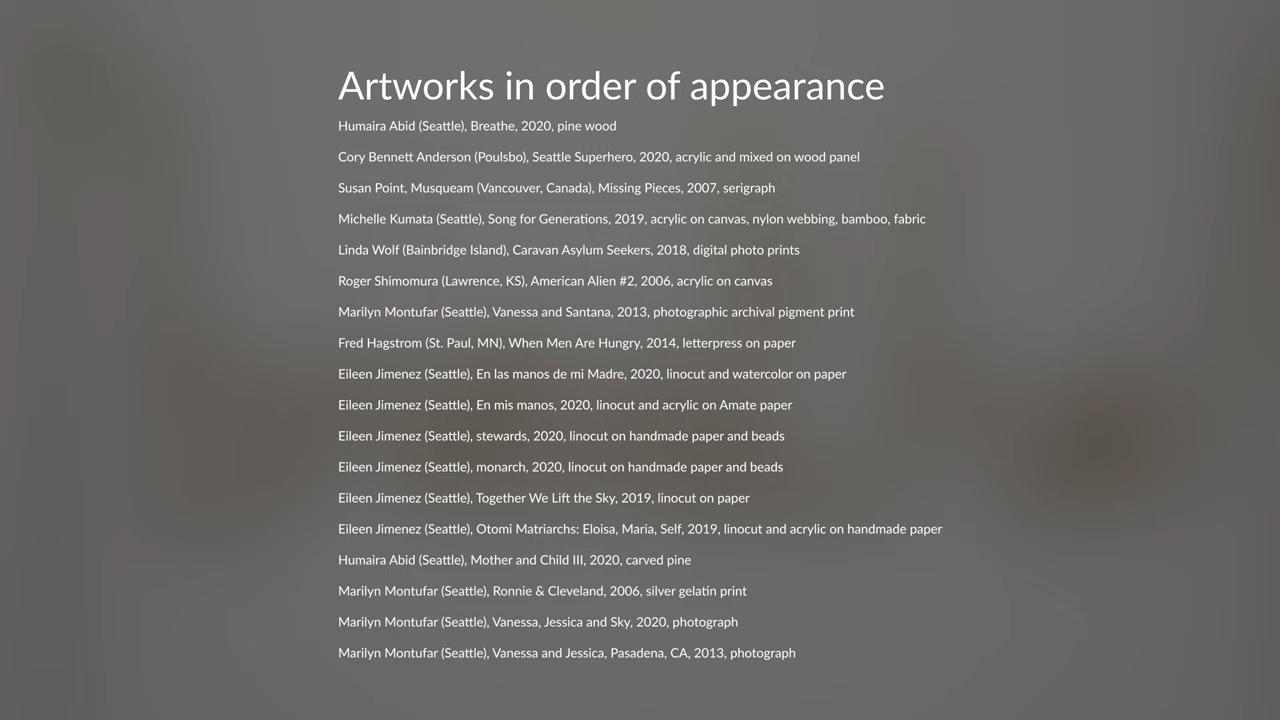 Artworks in order of appearance
Humaira Abid (Seattle), Breathe, 2020, pine wood
Cory Bennett Anderson (Poulsbo), Seattle Superhero, 2020, acrylic and mixed on wood panel
Susan Point, Musqueam (Vancouver, Canada), Missing Pieces, 2007, serigraph
Michelle Kumata (Seattle), Song for Generations, 2019, acrylic on canvas, nylon webbing, bamboo, fabric
Linda Wolf (Bainbridge Island), Caravan Asylum Seekers, 2018, digital photo prints
Roger Shimomura (Lawrence, KS), American Alien #2, 2006, acrylic on canvas
Marilyn Montufar (Seattle), Vanessa and Santana, 2013, photographic archival pigment print
Fred Hagstrom (St. Paul, MN), When Men Are Hungry, 2014, letterpress on paper
Eileen Jimenez (Seattle), En las manos de mi Madre, 2020, linocut and watercolor on paper
Eileen Jimenez (Seattle), En mis manos, 2020, linocut and acrylic on Amate paper
Eileen Jimenez (Seattle), stewards, 2020, linocut on handmade paper and beads
Eileen Jimenez (Seattle), monarch, 2020, linocut on handmade paper and beads
Eileen Jimenez (Seattle), Together We Lift the Sky, 2019, linocut on paper
Eileen Jimenez (Seattle), Otomi Matriarchs: Eloisa, Maria, Self, 2019, linocut and acrylic on handmade paper
Humaira Abid (Seattle), Mother and Child III, 2020, carved pine
Marilyn Montufar (Seattle), Ronnie & Cleveland, 2006, silver gelatin print
Marilyn Montufar (Seattle), Vanessa, Jessica and Sky, 2020, photograph
Marilyn Montufar (Seattle), Vanessa and Jessica, Pasadena, CA, 2013, photograph